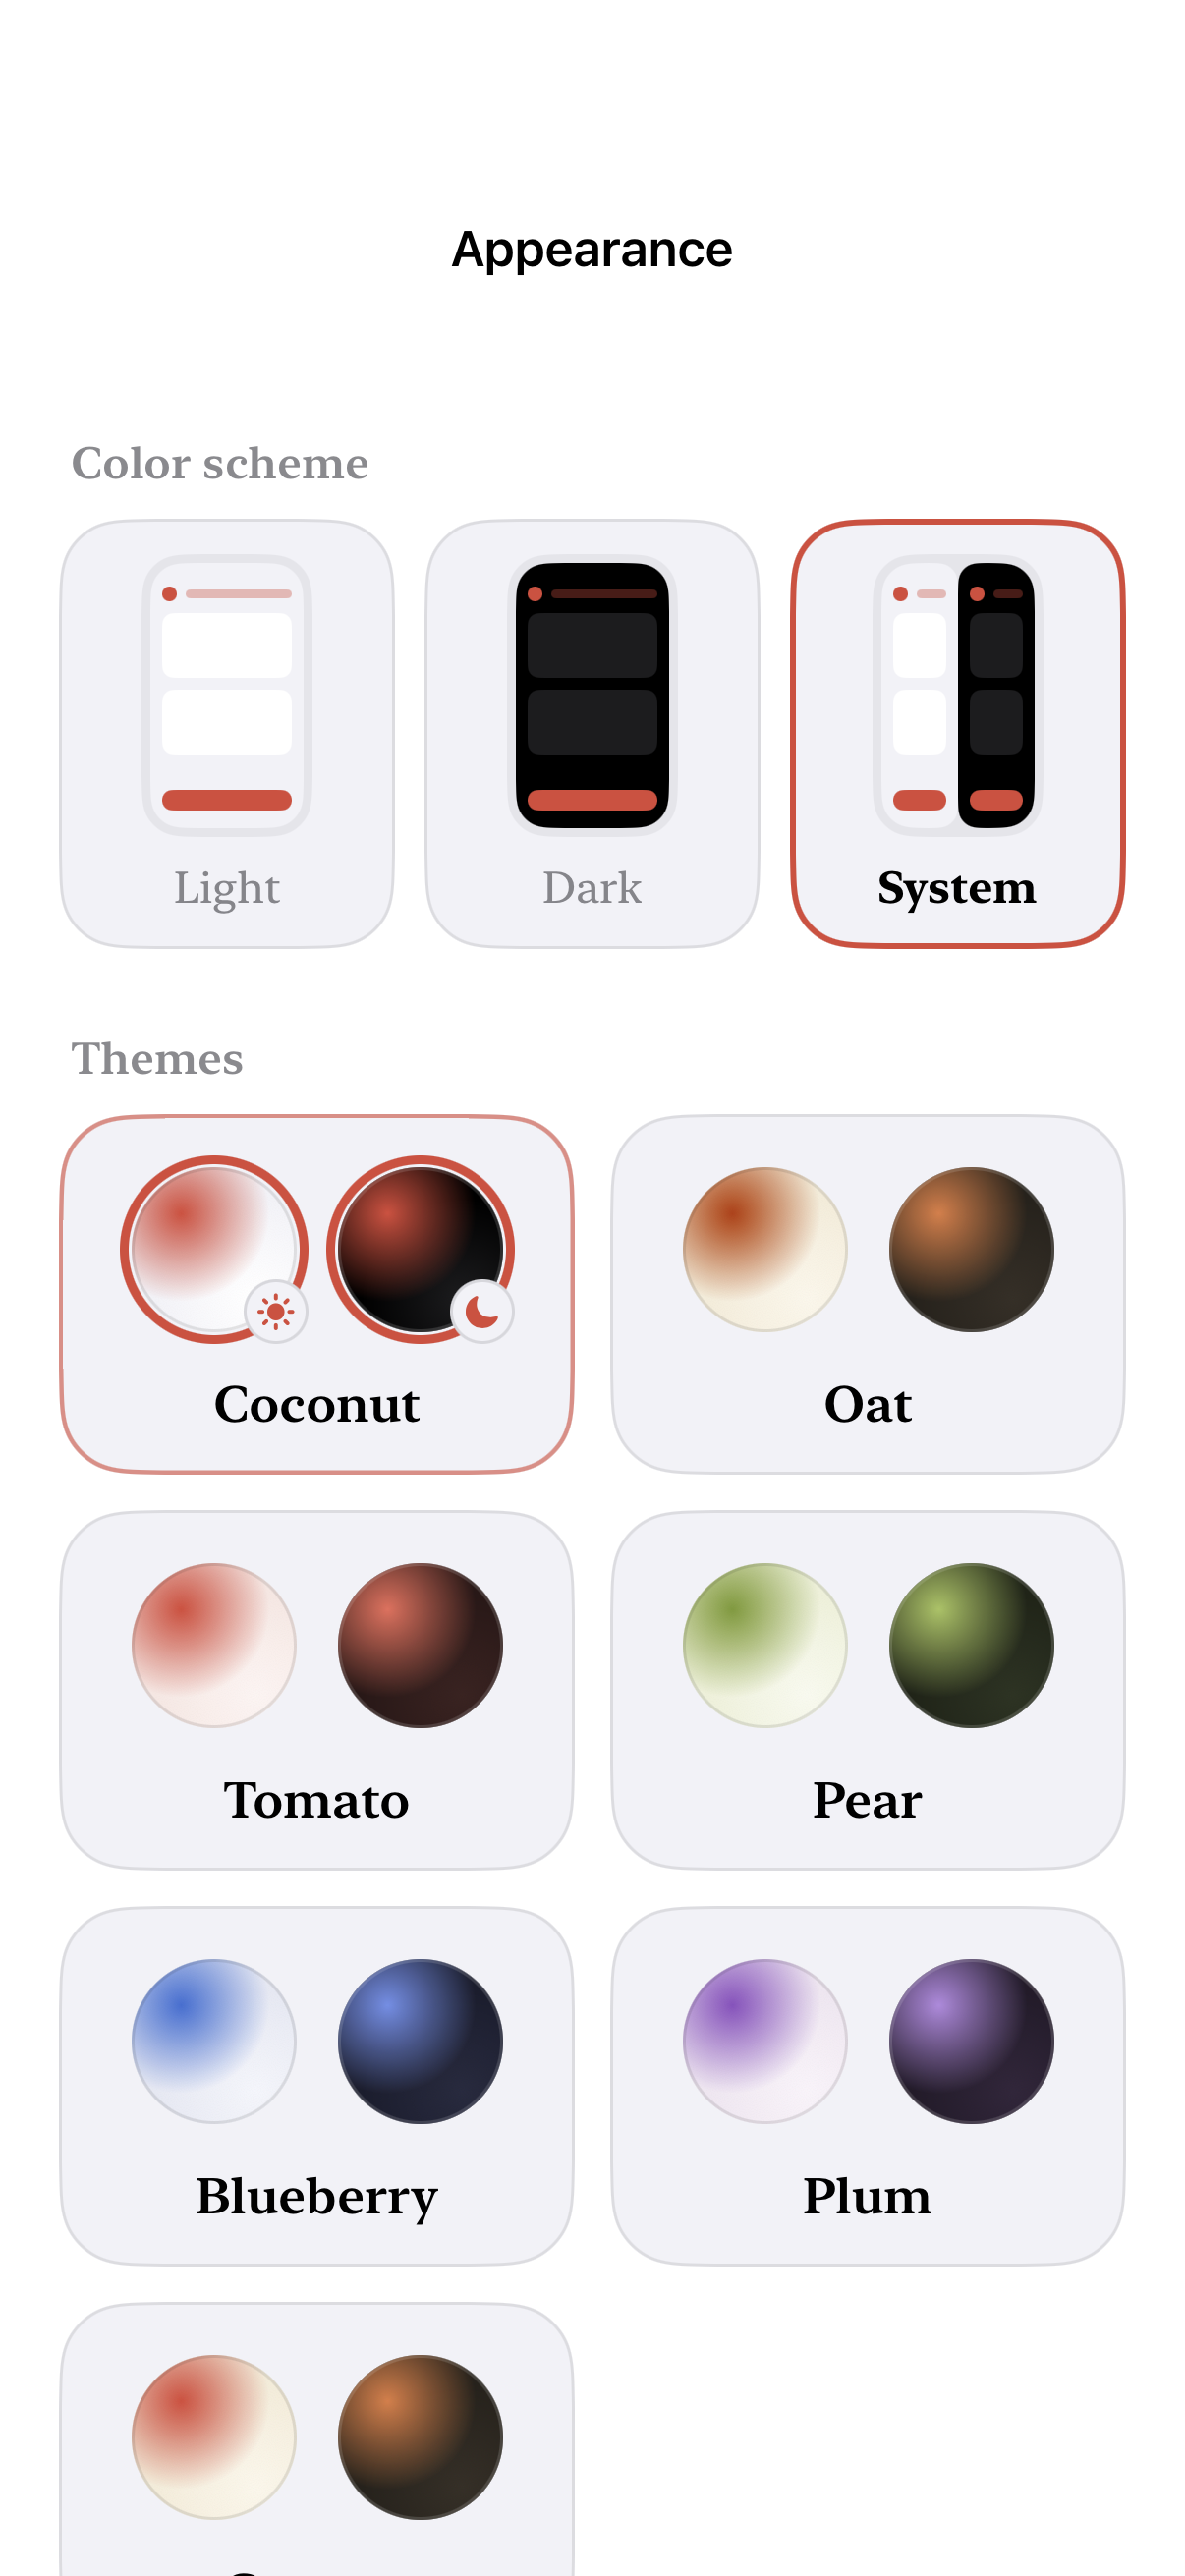 Appearance
Color scheme
Light
Dark
System
Themes
Coconut
Oat
Tomato
Pear
Blueberry
Plum